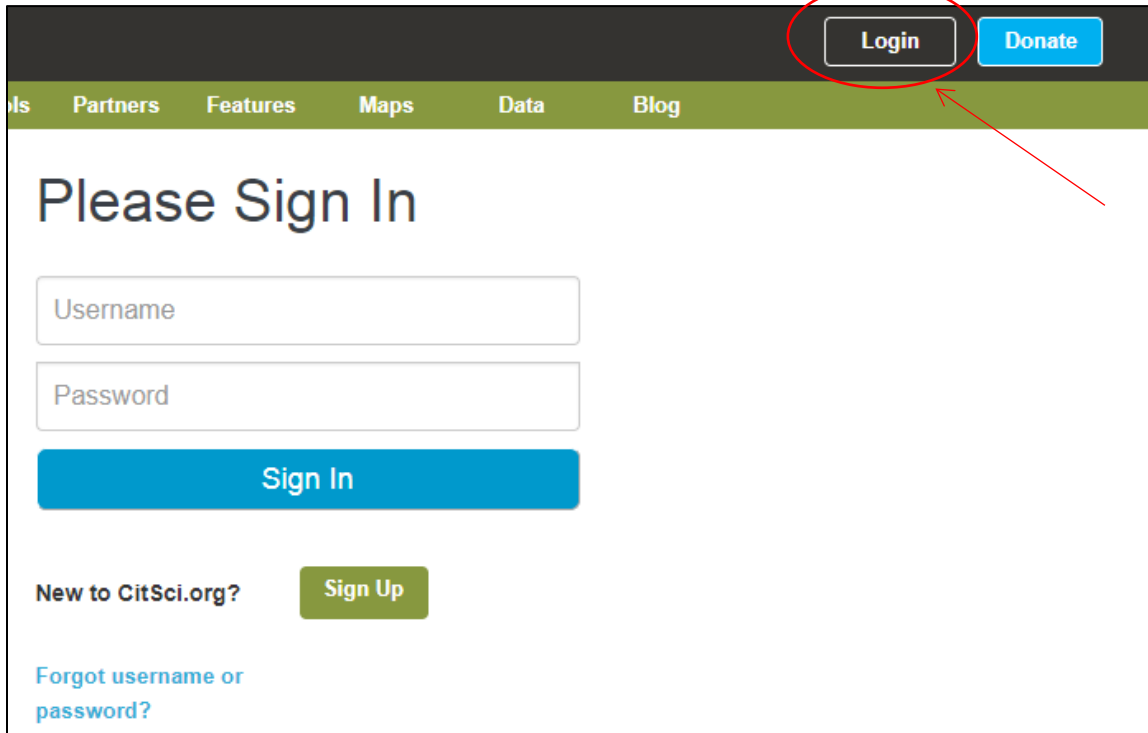 Login Donate
ols Partners Features Maps Data Blog
Please Sign In
Username
Password
Sign In
New to CitSci.org? Sign Up
Forgot username or
password?